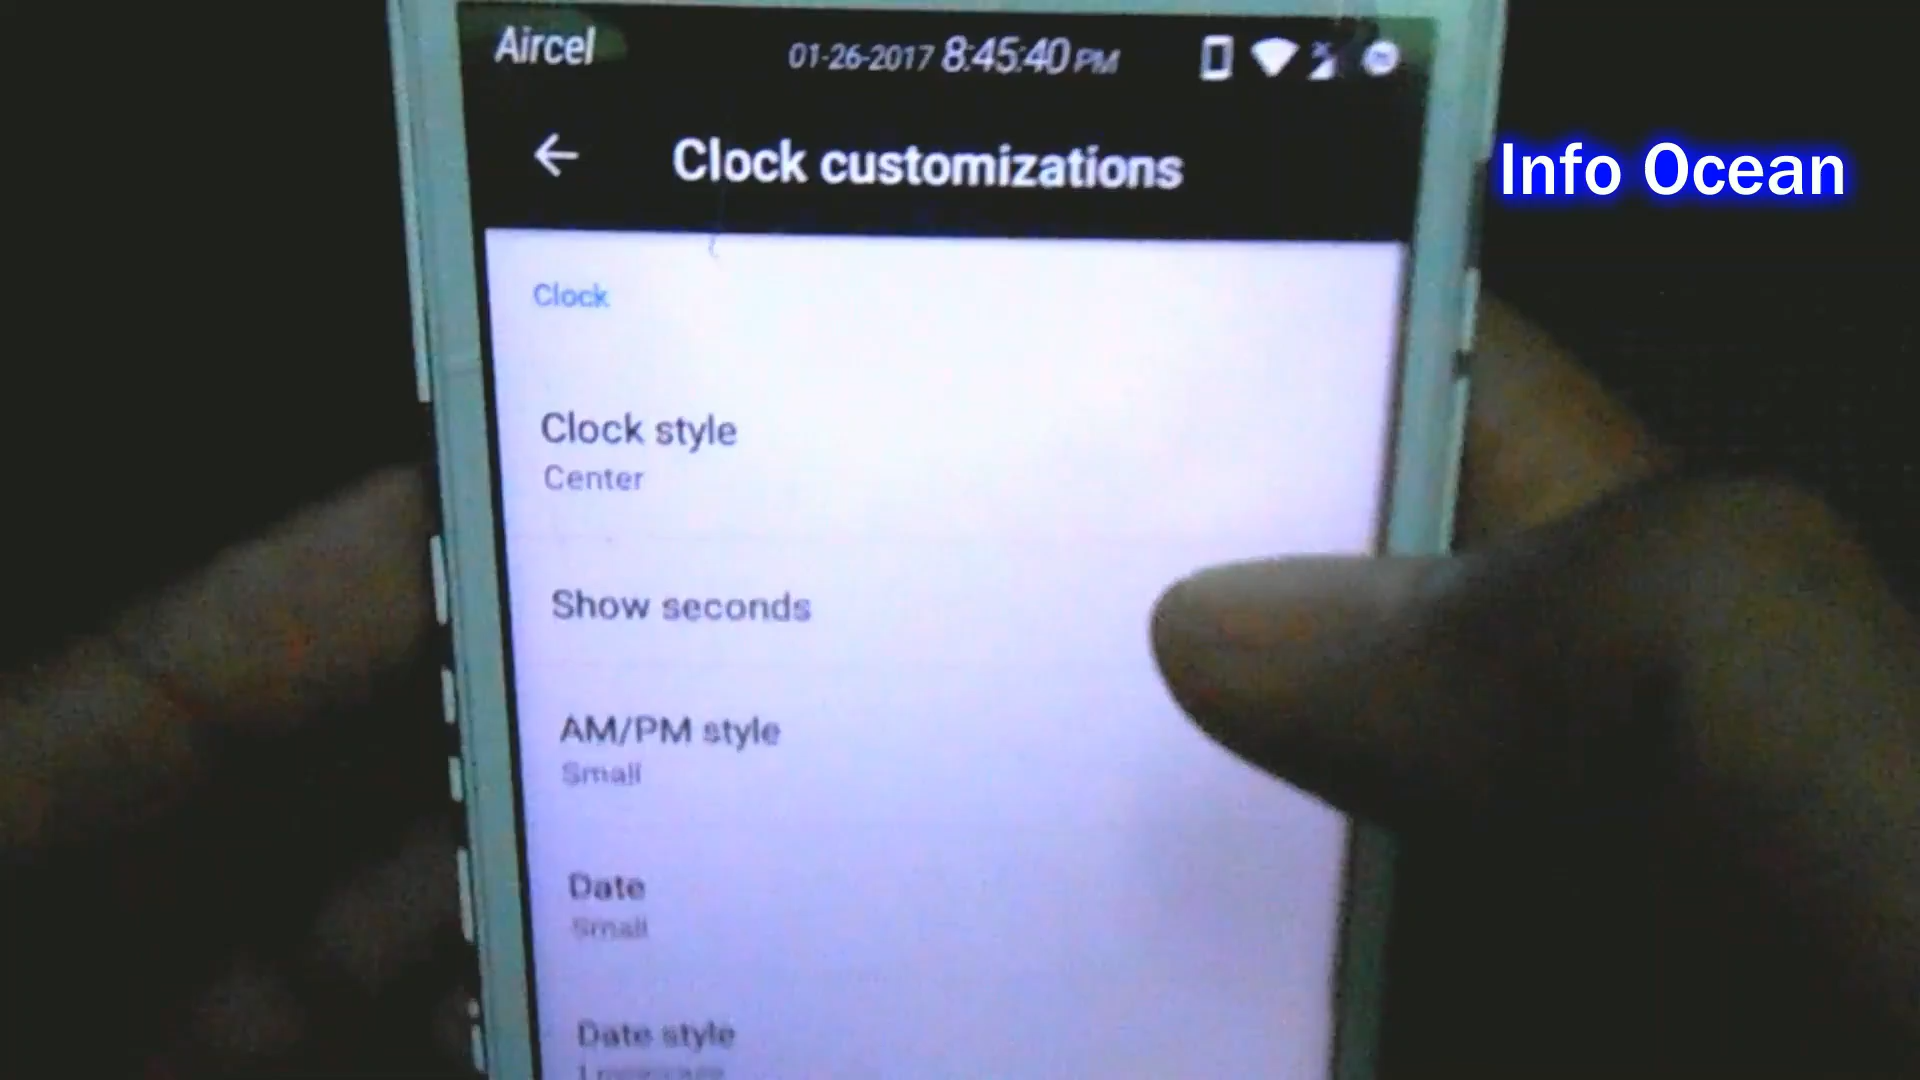 Aircel 01-26-2017 8:45:40 PM
Clock customizations
Info Ocean
Clock
Clock style
Center
Show seconds
AM/PM style
Small
Date
Small
Date style